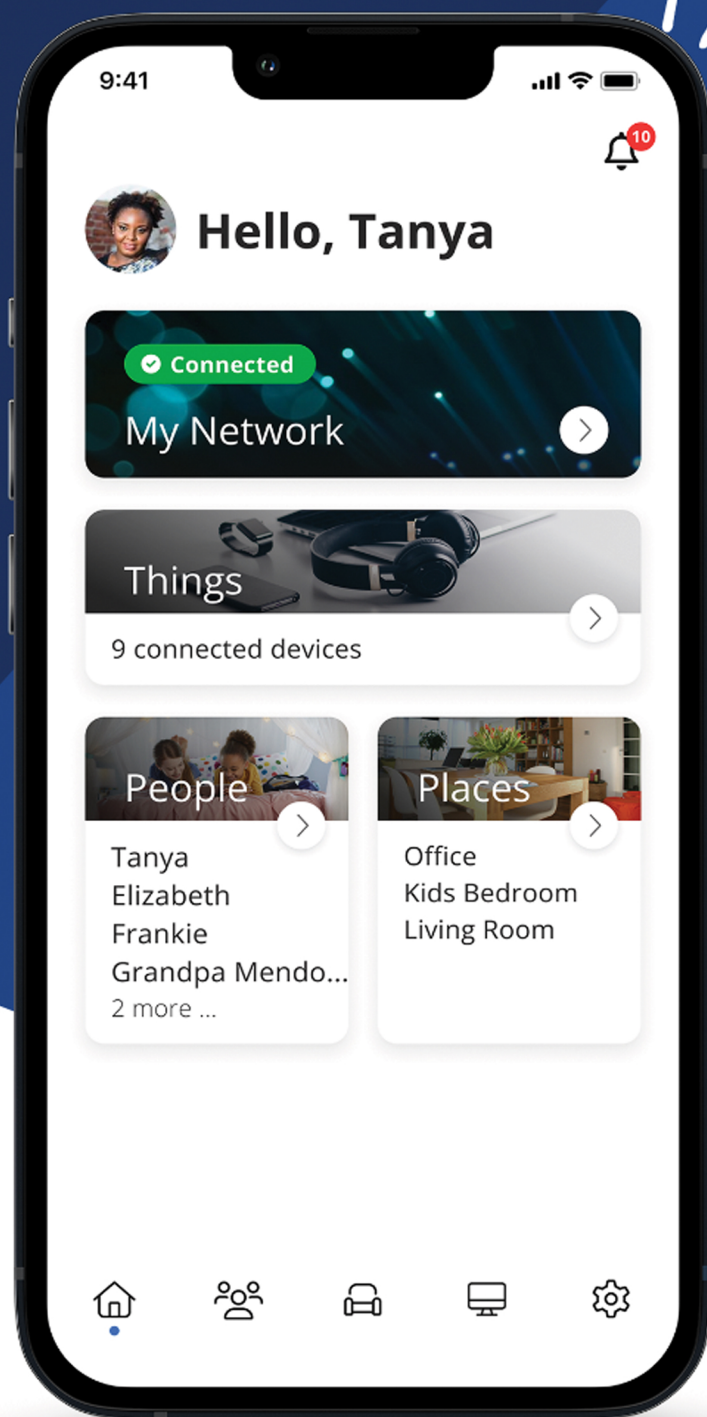 9:41
10
Hello, Tanya
Connected
My Network
Things
9 connected devices
People
Tanya
Elizabeth
Frankie
Grandpa Mendo...
2 more ...
Places
Office
Kids Bedroom
Living Room